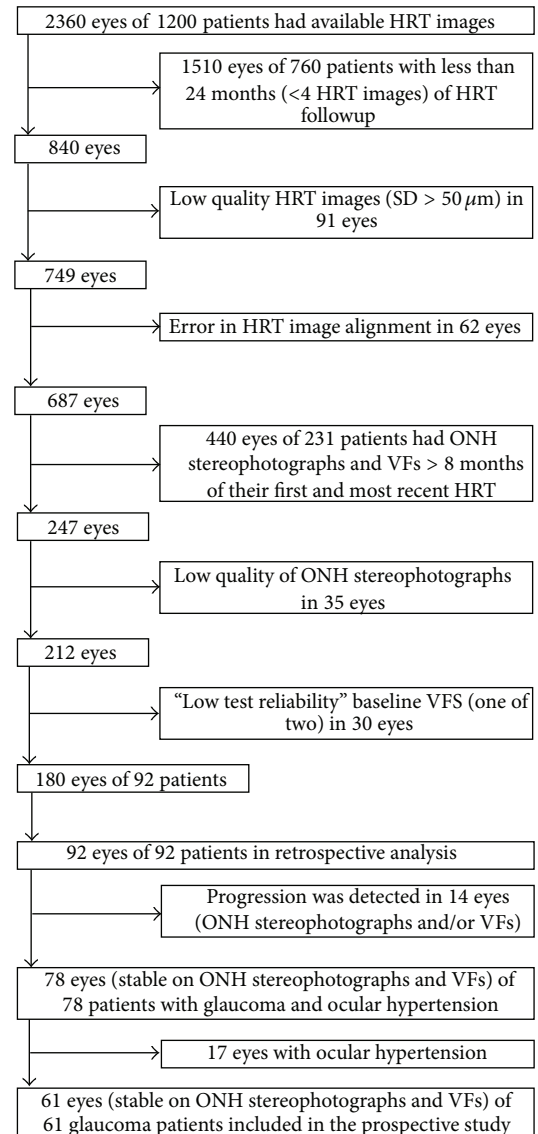 2360 eyes of 1200 patients had available HRT images
1510 eyes of 760 patients with less than
24 months (<4 HRT images) of HRT
followup
840 eyes
Low quality HRT images (SD > 50 μm) in
91 eyes
749 eyes
Error in HRT image alignment in 62 eyes
687 eyes
440 eyes of 231 patients had ONH
stereophotographs and VFs > 8 months
of their first and most recent HRT
247 eyes
Low quality of ONH stereophotographs
in 35 eyes
212 eyes
“Low test reliability” baseline VFS (one of
two) in 30 eyes
180 eyes of 92 patients
92 eyes of 92 patients in retrospective analysis
Progression was detected in 14 eyes
(ONH stereophotographs and/or VFs)
78 eyes (stable on ONH stereophotographs and VFs) of
78 patients with glaucoma and ocular hypertension
17 eyes with ocular hypertension
61 eyes (stable on ONH stereophotographs and VFs) of
61 glaucoma patients included in the prospective study